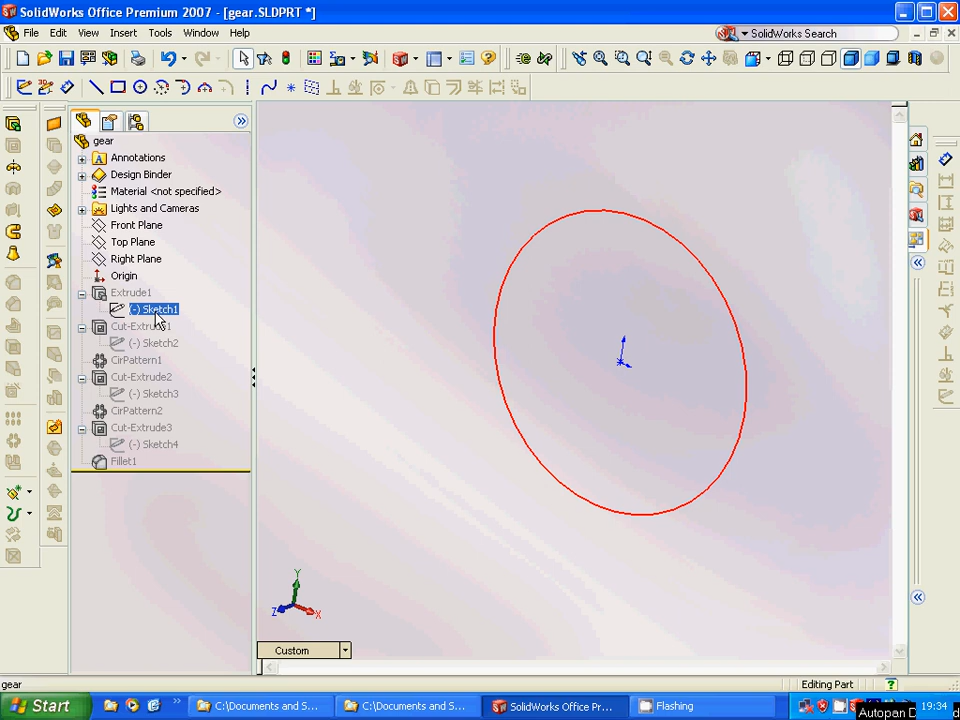 SolidWorks Office Premium 2007 - [gear.SLDPRT *]
File Edit View Insert Tools Window Help
SolidWorks Search
gear
Annotations
Design Binder
Material <not specified>
Lights and Cameras
Front Plane
Top Plane
Right Plane
Origin
Extrude1
(-) Sketch1
Cut-Extrude1
(-) Sketch2
CirPattern1
Cut-Extrude2
(-) Sketch3
CirPattern2
Cut-Extrude3
(-) Sketch4
Fillet1
Y
Z
X
Custom
gear
Editing Part
Start
C:\Documents and S...
C:\Documents and S...
SolidWorks Office Pr...
Flashing
19:34
Autopan D